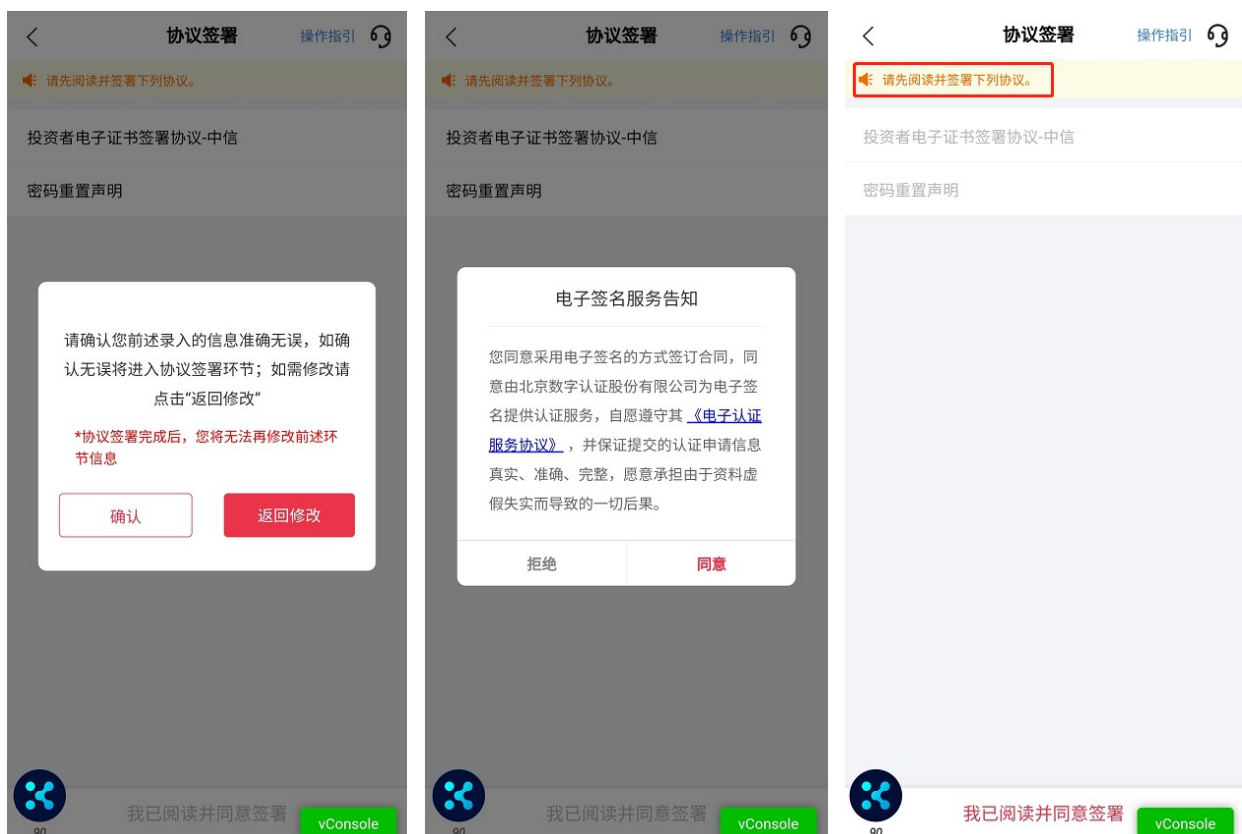 协议签署
操作指引
请先阅读并签署下列协议。
投资者电子证书签署协议-中信
密码重置声明
请确认您前述录入的信息准确无误，如确
认无误将进入协议签署环节；如需修改请
点击“返回修改”
*协议签署完成后，您将无法再修改前述环
节信息
确认
返回修改
我已阅读并同意签署
vConsole
90
协议签署
操作指引
请先阅读并签署下列协议。
投资者电子证书签署协议-中信
密码重置声明
电子签名服务告知
您同意采用电子签名的方式签订合同，同
意由北京数字认证股份有限公司为电子签
名提供认证服务，自愿遵守其《电子认证
服务协议》，并保证提交的认证申请信息
真实、准确、完整，愿意承担由于资料虚
假失实而导致的一切后果。
拒绝
同意
我已阅读并同意签署
vConsole
90
协议签署
操作指引
请先阅读并签署下列协议。
投资者电子证书签署协议-中信
密码重置声明
我已阅读并同意签署
vConsole
90